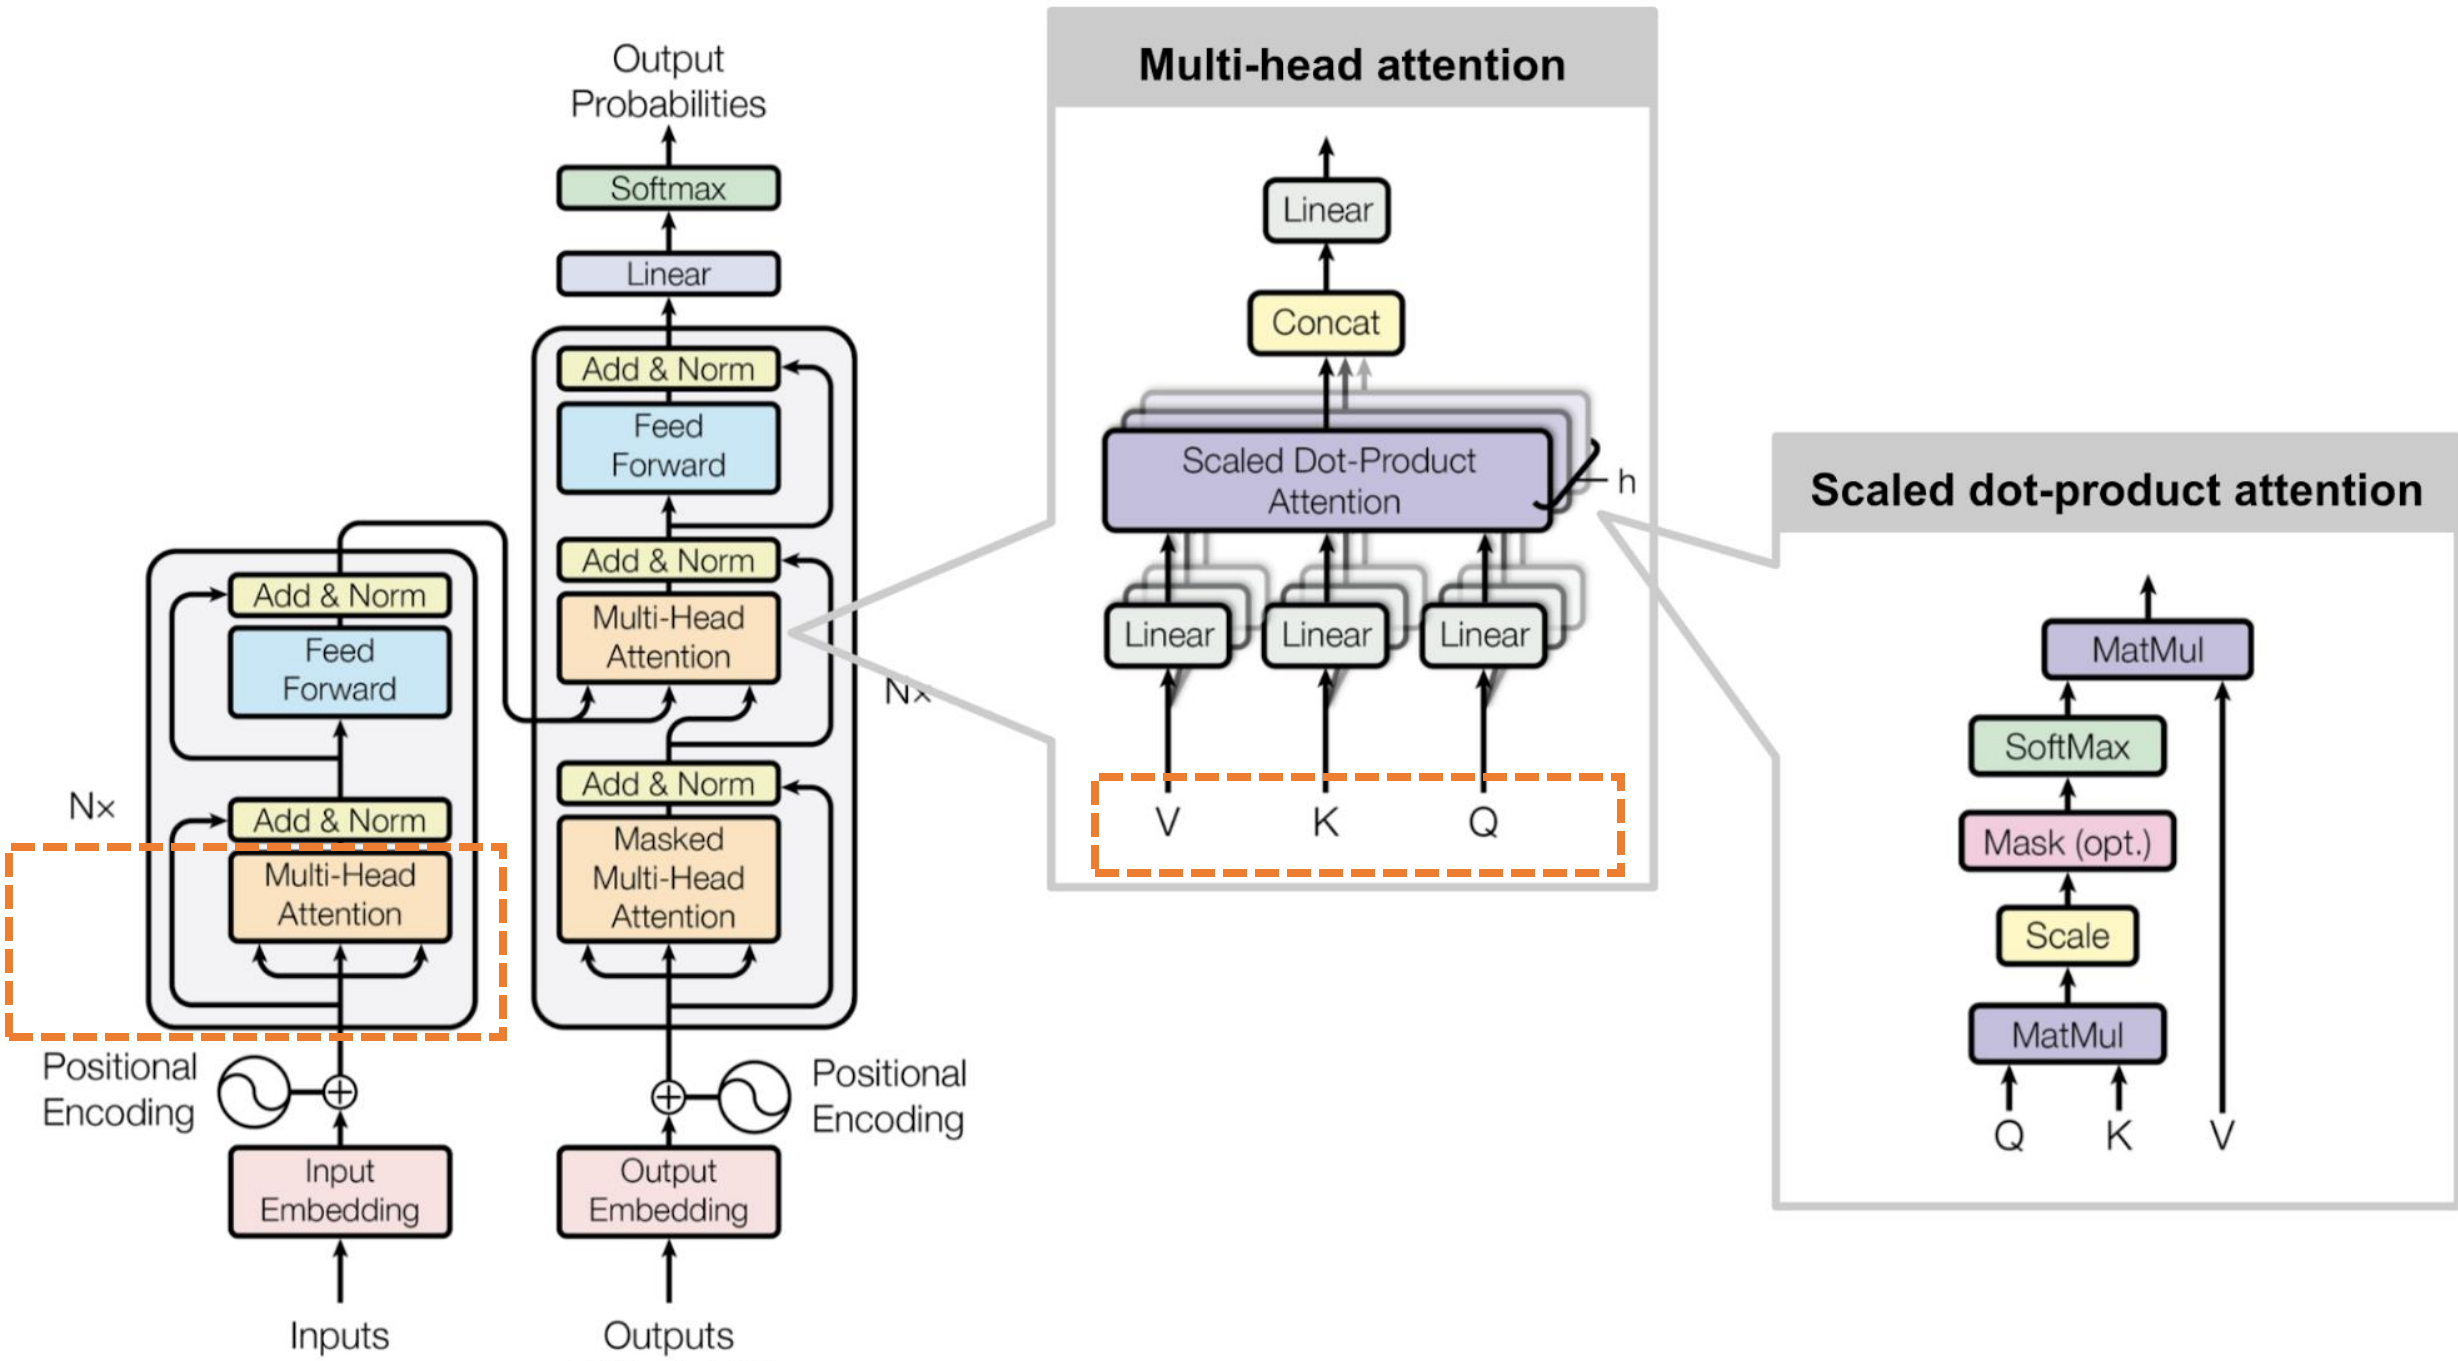 Output
Probabilities
Softmax
Linear
Add & Norm
Feed
Forward
Add & Norm
Multi-Head
Attention
Nx
Add & Norm
Masked
Multi-Head
Attention
Positional
Encoding
Output
Embedding
Outputs
Add & Norm
Feed
Forward
Nx
Add & Norm
Multi-Head
Attention
Positional
Encoding
Input
Embedding
Inputs
Multi-head attention
Linear
Concat
Scaled Dot-Product
Attention
h
Linear Linear Linear
V K Q
Scaled dot-product attention
MatMul
SoftMax
Mask (opt.)
Scale
MatMul
Q K V